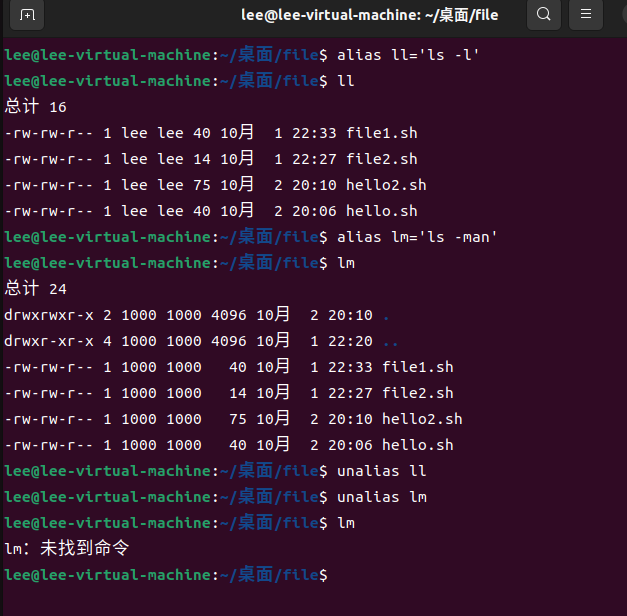 lee@lee-virtual-machine: ~/桌面/file
lee@lee-virtual-machine:~/桌面/file$ alias ll='ls -l'
lee@lee-virtual-machine:~/桌面/file$ ll
总计 16
-rw-rw-r-- 1 lee lee 40 10月  1 22:33 file1.sh
-rw-rw-r-- 1 lee lee 14 10月  1 22:27 file2.sh
-rw-rw-r-- 1 lee lee 75 10月  2 20:10 hello2.sh
-rw-rw-r-- 1 lee lee 40 10月  2 20:06 hello.sh
lee@lee-virtual-machine:~/桌面/file$ alias lm='ls -man'
lee@lee-virtual-machine:~/桌面/file$ lm
总计 24
drwxrwxr-x 2 1000 1000 4096 10月  2 20:10 .
drwxr-xr-x 4 1000 1000 4096 10月  1 22:20 ..
-rw-rw-r-- 1 1000 1000   40 10月  1 22:33 file1.sh
-rw-rw-r-- 1 1000 1000   14 10月  1 22:27 file2.sh
-rw-rw-r-- 1 1000 1000   75 10月  2 20:10 hello2.sh
-rw-rw-r-- 1 1000 1000   40 10月  2 20:06 hello.sh
lee@lee-virtual-machine:~/桌面/file$ unalias ll
lee@lee-virtual-machine:~/桌面/file$ unalias lm
lee@lee-virtual-machine:~/桌面/file$ lm
lm：未找到命令
lee@lee-virtual-machine:~/桌面/file$